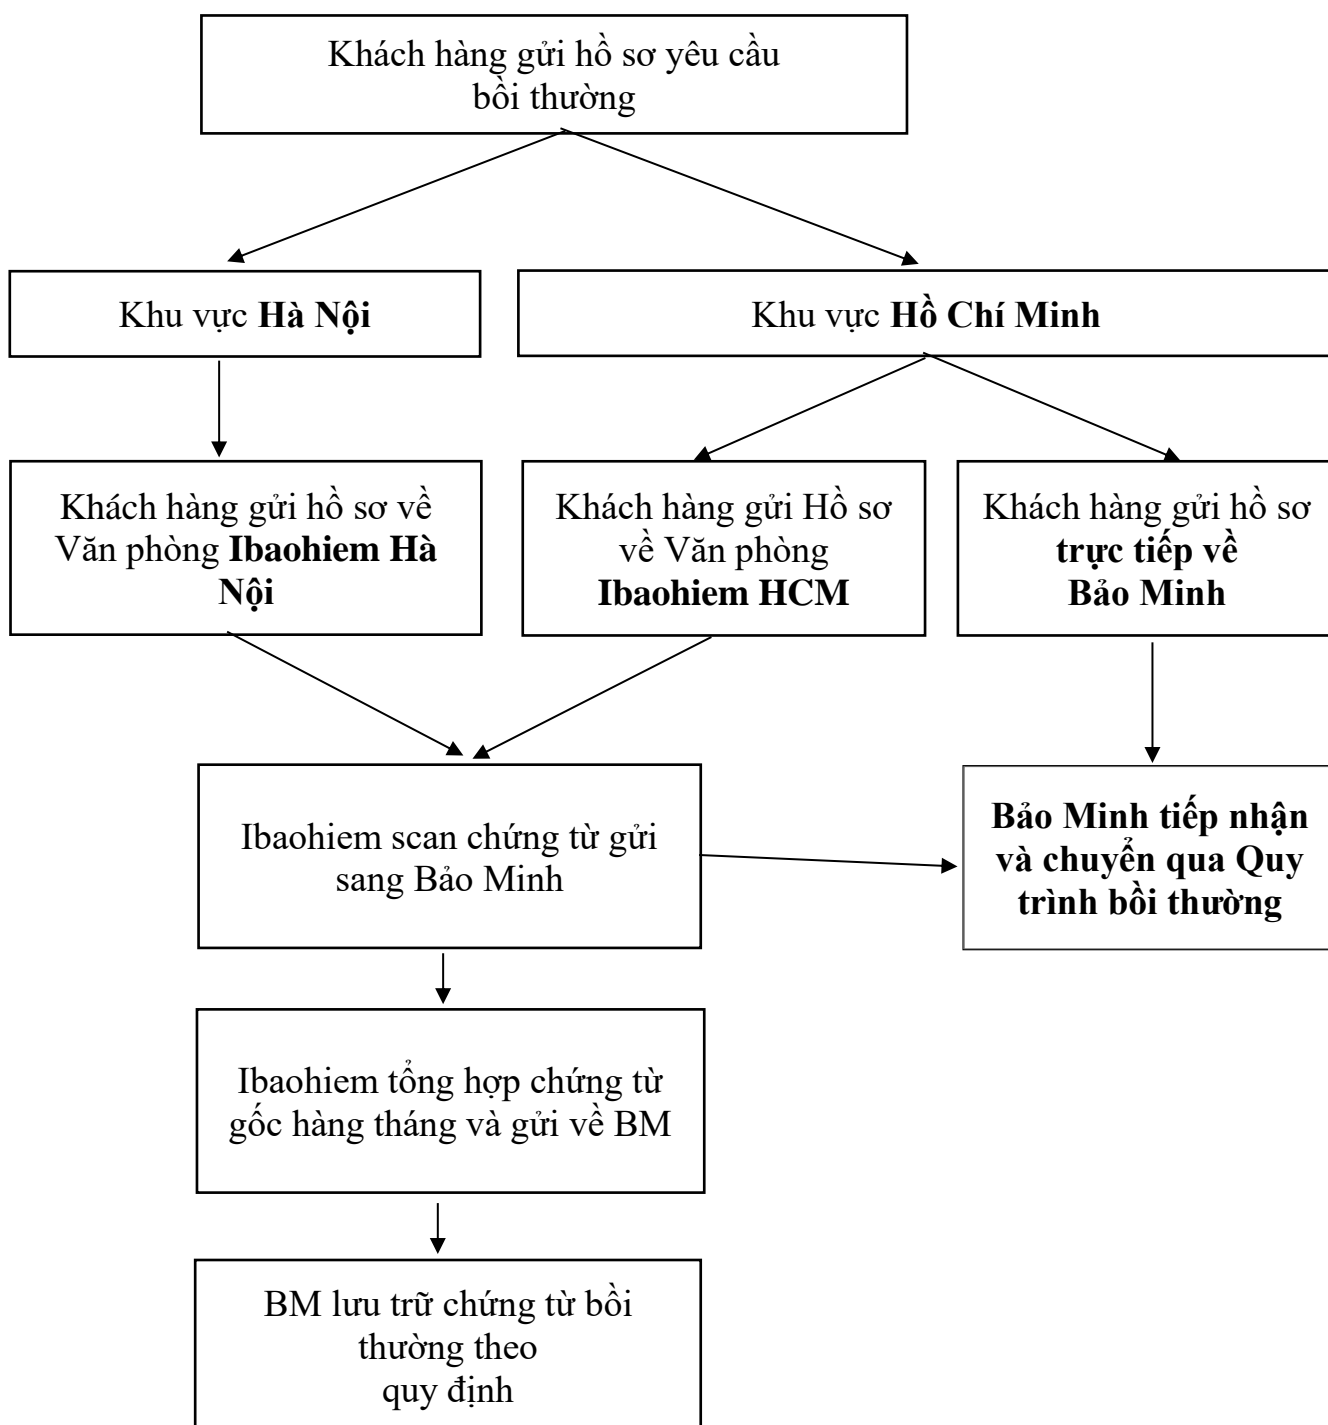 Khách hàng gửi hồ sơ yêu cầu
bồi thường
Khu vực Hà Nội
Khu vực Hồ Chí Minh
Khách hàng gửi hồ sơ về
Văn phòng Ibaohiem Hà
Nội
Khách hàng gửi Hồ sơ
về Văn phòng
Ibaohiem HCM
Khách hàng gửi hồ sơ
trực tiếp về
Bảo Minh
Ibaohiem scan chứng từ gửi
sang Bảo Minh
Bảo Minh tiếp nhận
và chuyển qua Quy
trình bồi thường
Ibaohiem tổng hợp chứng từ
gốc hàng tháng và gửi về BM
BM lưu trữ chứng từ bồi
thường theo
quy định